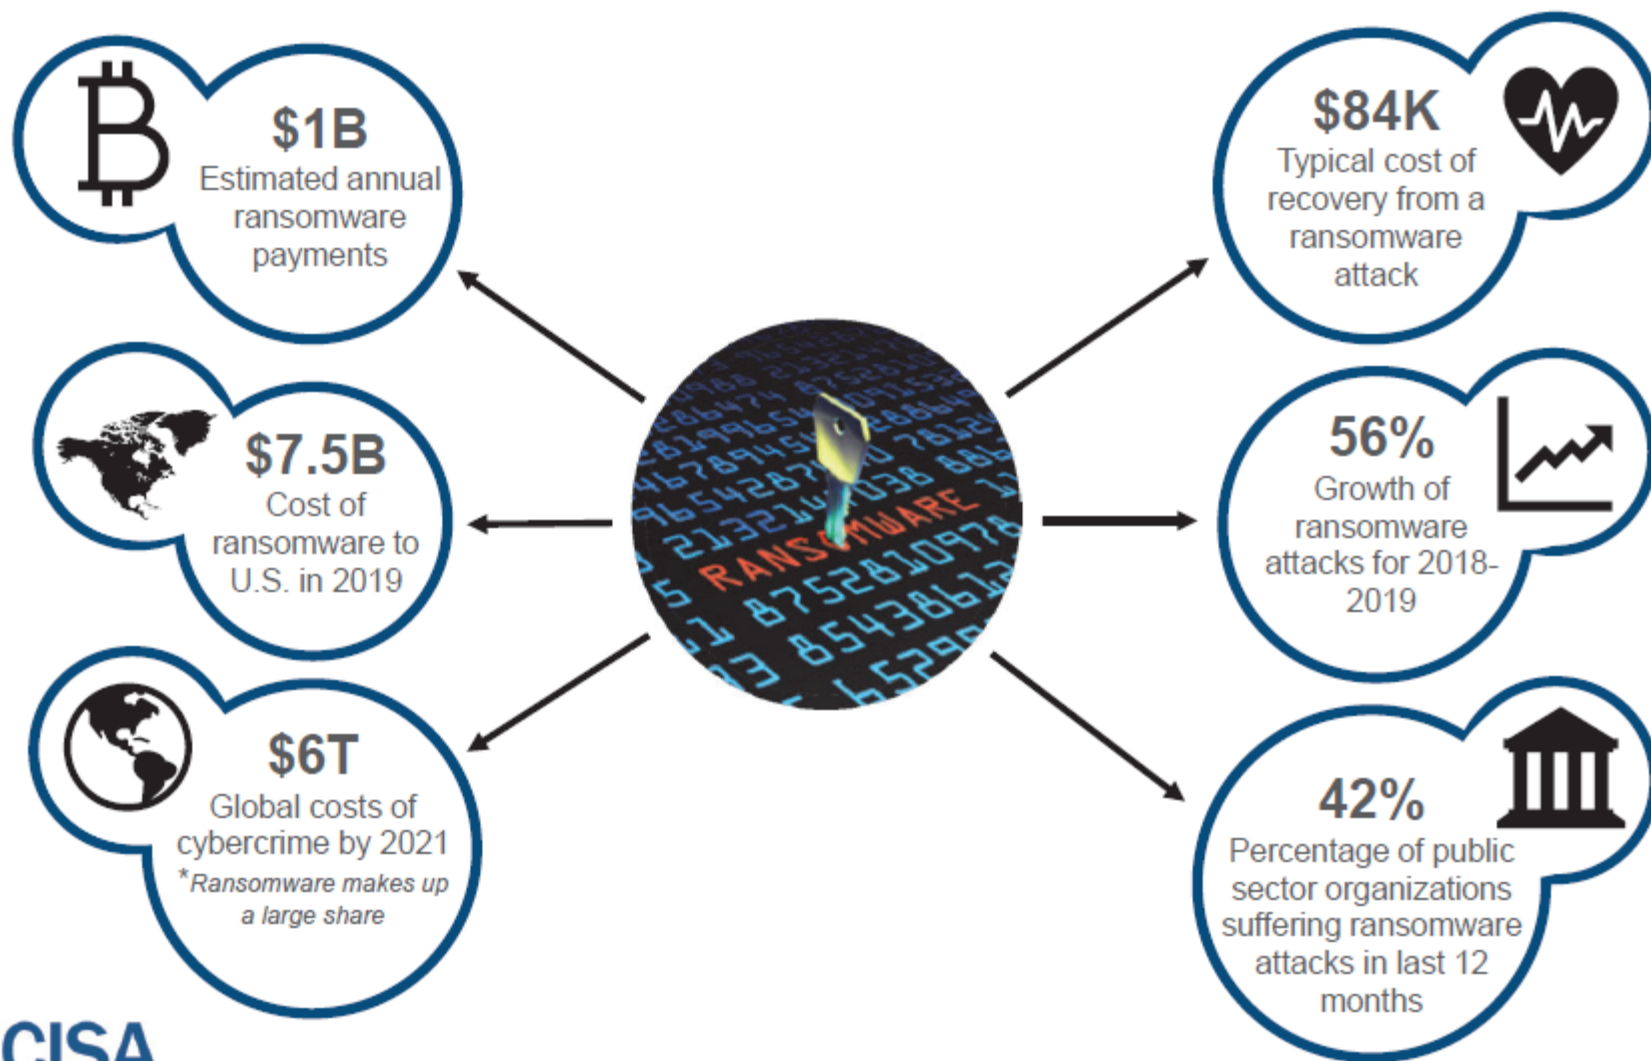 $1B
Estimated annual
ransomware
payments
$7.5B
Cost of
ransomware to
U.S. in 2019
$6T
Global costs of
cybercrime by 2021
*Ransomware makes up
a large share
RANSOMWARE
8752810978
8543861
$84K
Typical cost of
recovery from a
ransomware
attack
56%
Growth of
ransomware
attacks for 2018-
2019
42%
Percentage of public
sector organizations
suffering ransomware
attacks in last 12
months
CISA